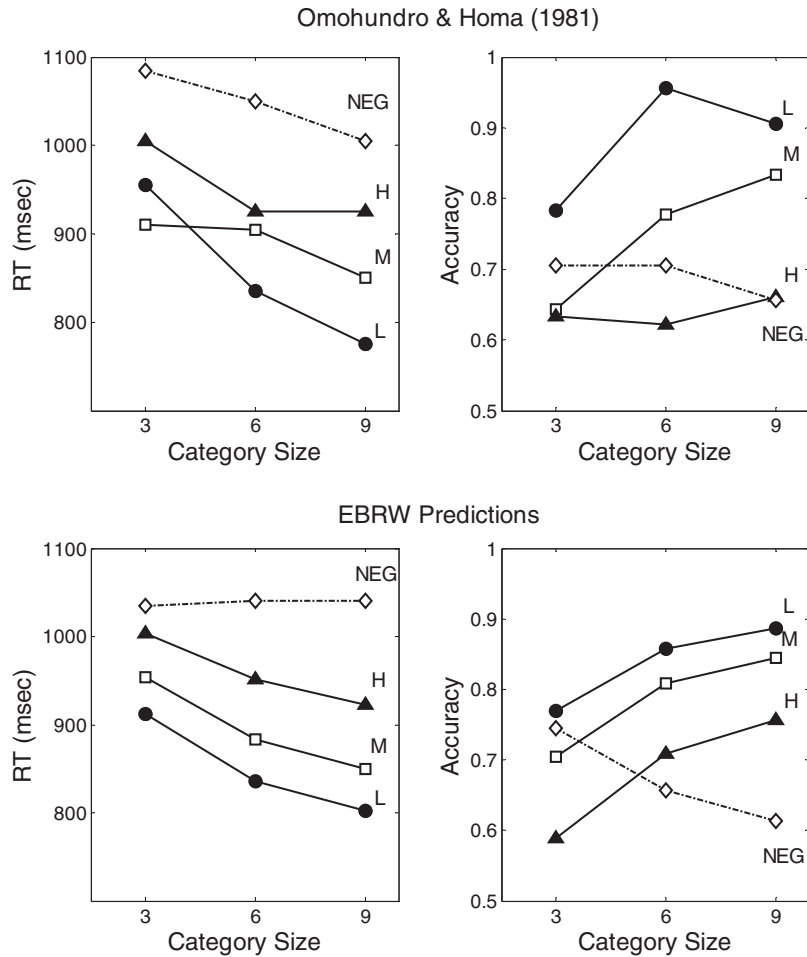 Omohundro & Homa (1981)
1100
1000
900
800
RT (msec)
3 6 9
Category Size
NEG
H
M
L
1
0.9
0.8
0.7
0.6
0.5
Accuracy
3 6 9
Category Size
L
M
H
NEG.
EBRW Predictions
1100
1000
900
800
RT (msec)
3 6 9
Category Size
NEG
H
M
L
1
0.9
0.8
0.7
0.6
0.5
Accuracy
3 6 9
Category Size
L
M
H
NEG